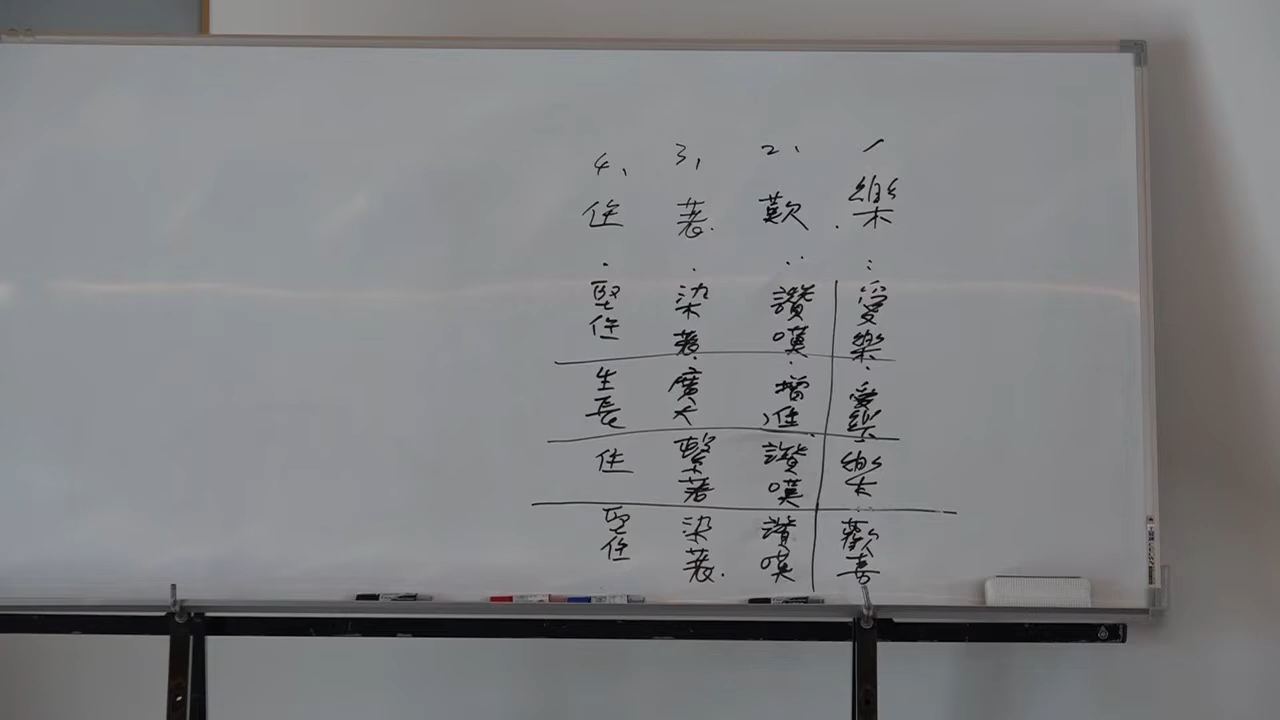 1 樂：愛樂．愛樂 樂 歡喜
2、歎：讚嘆．增進、讚嘆 讚嘆
3、著．染著．廣大 繫著 染著．
4、住．堅住 生長 住 堅住